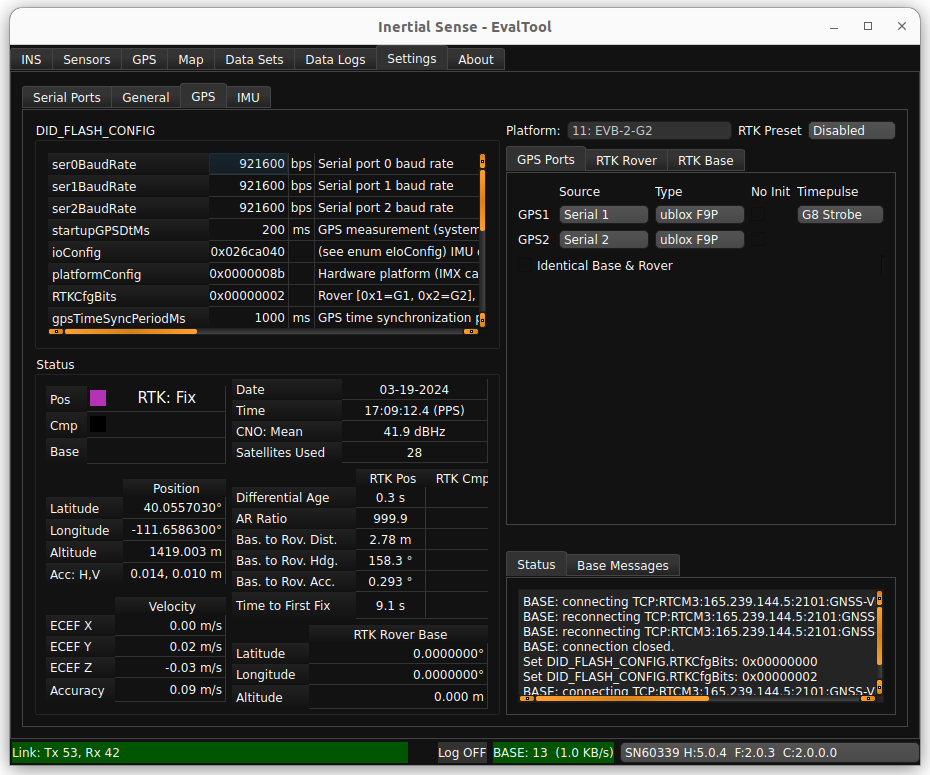 Inertial Sense - EvalTool
INS Sensors GPS Map Data Sets Data Logs Settings About
Serial Ports General GPS IMU
DID_FLASH_CONFIG
ser0BaudRate 921600 bps Serial port 0 baud rate
ser1BaudRate 921600 bps Serial port 1 baud rate
ser2BaudRate 921600 bps Serial port 2 baud rate
startupGPSDtMs 200 ms GPS measurement (system
ioConfig 0x026ca040 (see enum eIoConfig) IMU
platformConfig 0x0000008b Hardware platform (IMX ca
RTKCfgBits 0x00000002 Rover [0x1=G1, 0x2=G2],
gpsTimeSyncPeriodMs 1000 ms GPS time synchronization
Platform: 11: EVB-2-G2 RTK Preset Disabled
GPS Ports RTK Rover RTK Base
Source Type No Init Timepulse
GPS1 Serial 1 ublox F9P G8 Strobe
GPS2 Serial 2 ublox F9P
Identical Base & Rover
Status
Pos RTK: Fix
Cmp
Base
Date 03-19-2024
Time 17:09:12.4 (PPS)
CNO: Mean 41.9 dBHz
Satellites Used 28
Position
Latitude 40.0557030°
Longitude -111.6586300°
Altitude 1419.003 m
Acc: H,V 0.014, 0.010 m
Velocity
ECEF X 0.00 m/s
ECEF Y 0.02 m/s
ECEF Z -0.03 m/s
Accuracy 0.09 m/s
RTK Pos RTK Cmp
Differential Age 0.3 s
AR Ratio 999.9
Bas. to Rov. Dist. 2.78 m
Bas. to Rov. Hdg. 158.3 °
Bas. to Rov. Acc. 0.293 °
Time to First Fix 9.1 s
RTK Rover Base
Latitude 0.0000000°
Longitude 0.0000000°
Altitude 0.000 m
Status Base Messages
BASE: connecting TCP:RTCM3:165.239.144.5:2101:GNSS-V
BASE: reconnecting TCP:RTCM3:165.239.144.5:2101:GNSS
BASE: reconnecting TCP:RTCM3:165.239.144.5:2101:GNSS
BASE: connection closed.
Set DID_FLASH_CONFIG.RTKCfgBits: 0x00000000
Set DID_FLASH_CONFIG.RTKCfgBits: 0x00000002
BASE: connecting TCP:RTCM3:165.239.144.5:2101:GNSS-V
Link: Tx 53, Rx 42 Log OFF BASE: 13 (1.0 KB/s) SN60339 H:5.0.4 F:2.0.3 C:2.0.0.0